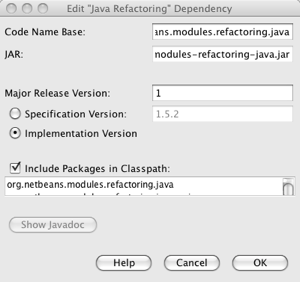 Edit "Java Refactoring" Dependency
Code Name Base: ans.modules.refactoring.java
JAR: nodules-refactoring-java.jar
Major Release Version: 1
Specification Version: 1.5.2
Implementation Version
Include Packages in Classpath:
org.netbeans.modules.refactoring.java
Show Javadoc
Help Cancel OK